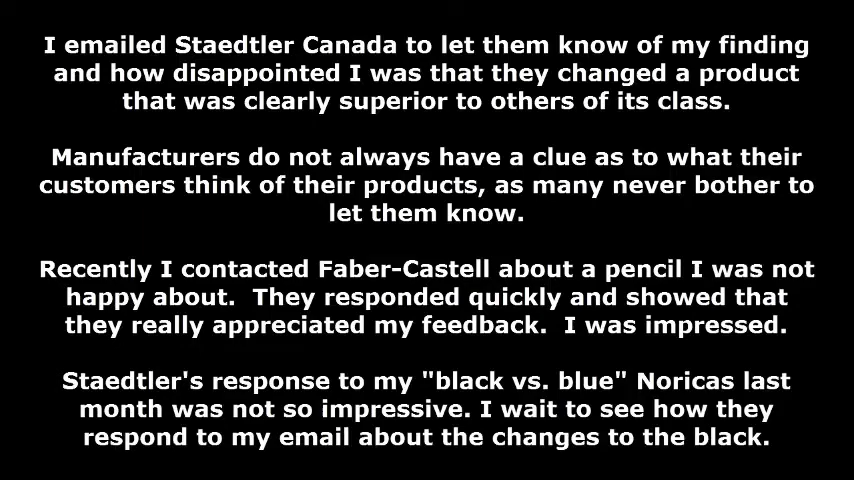 I emailed Staedtler Canada to let them know of my finding
and how disappointed I was that they changed a product
that was clearly superior to others of its class.
Manufacturers do not always have a clue as to what their
customers think of their products, as many never bother to
let them know.
Recently I contacted Faber-Castell about a pencil I was not
happy about.  They responded quickly and showed that
they really appreciated my feedback.  I was impressed.
Staedtler's response to my "black vs. blue" Noricas last
month was not so impressive. I wait to see how they
respond to my email about the changes to the black.